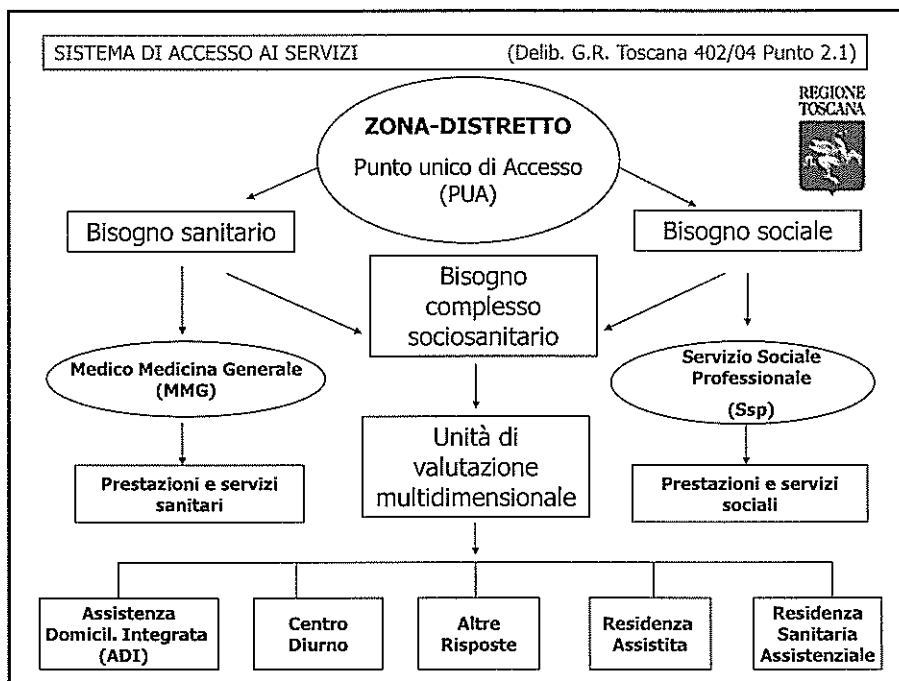 SISTEMA DI ACCESSO AI SERVIZI (Delib. G.R. Toscana 402/04 Punto 2.1)
REGIONE
TOSCANA
ZONA-DISTRETTO
Punto unico di Accesso
(PUA)
Bisogno sanitario
Bisogno sociale
Bisogno
complesso
sociosanitario
Medico Medicina Generale
(MMG)
Servizio Sociale
Professionale
(Ssp)
Unità di
valutazione
multidimensionale
Prestazioni e servizi
sanitari
Prestazioni e servizi
sociali
Assistenza
Domicil. Integrata
(ADI)
Centro
Diurno
Altre
Risposte
Residenza
Assistita
Residenza
Sanitaria
Assistenziale